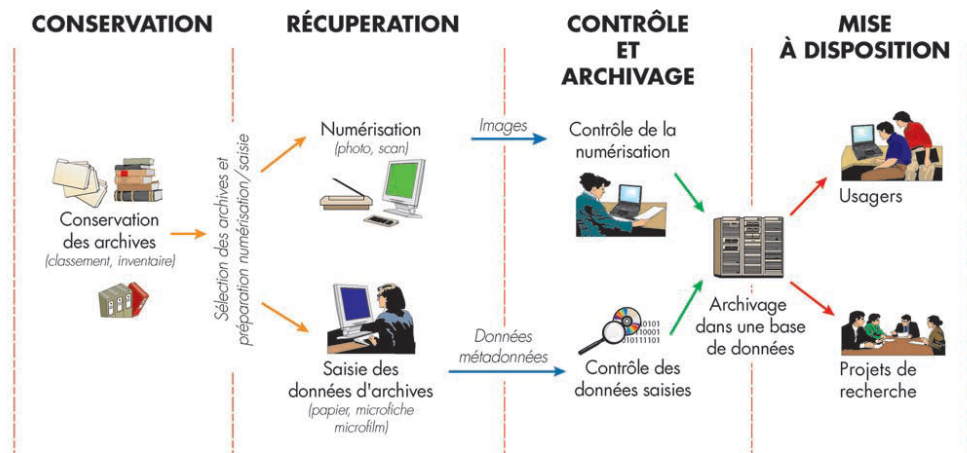 CONSERVATION
RÉCUPERATION
CONTRÔLE
ET
ARCHIVAGE
MISE
À DISPOSITION
Conservation
des archives
(classement, inventaire)
Sélection des archives et
préparation numérisation/saisie
Numérisation
(photo, scan)
Saisie des
données d'archives
(papier, microfiche
microfilm)
Images
Données
métadonnées
Contrôle de la
numérisation
Contrôle des
données saisies
Archivage
dans une base
de données
Usagers
Projets de
recherche